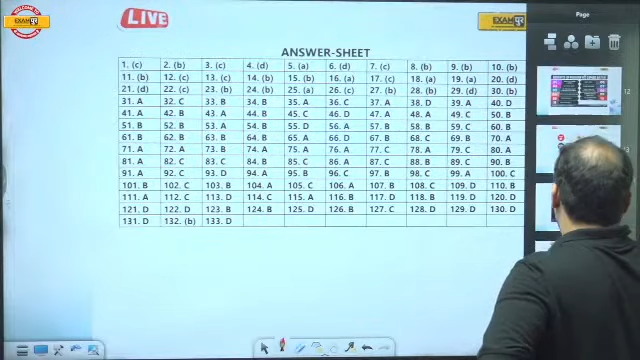 WELCOME TO
EXAMपुर
LIVE
EXAMपुर
Page
ANSWER-SHEET
1. (c) 2. (b) 3. (c) 4. (d) 5. (a) 6. (d) 7. (c) 8. (b) 9. (b) 10. (b)
11. (b) 12. (c) 13. (c) 14. (b) 15. (b) 16. (a) 17. (c) 18. (a) 19. (a) 20. (d)
21. (d) 22. (c) 23. (b) 24. (b) 25. (a) 26. (c) 27. (b) 28. (b) 29. (d) 30. (b)
31. A 32. C 33. B 34. B 35. A 36. C 37. A 38. D 39. A 40. D
41. A 42. B 43. A 44. B 45. C 46. D 47. A 48. A 49. C 50. B
51. B 52. B 53. A 54. B 55. D 56. A 57. B 58. B 59. C 60. B
61. B 62. B 63. B 64. A 65. A 66. D 67. B 68. C 69. B 70. A
71. A 72. A 73. B 74. A 75. A 76. A 77. C 78. A 79. C 80. A
81. A 82. C 83. C 84. B 85. C 86. A 87. C 88. B 89. C 90. B
91. A 92. C 93. C 94. A 95. B 96. C 97. B 98. C 99. A 100. C
101. B 102. C 103. B 104. A 105. C 106. A 107. B 108. C 109. D 110. B
111. A 112. C 113. D 114. C 115. A 116. B 117. D 118. B 119. D 120. D
121. D 122. D 123. B 124. B 125. D 126. B 127. C 128. D 129. D 130. D
131. D 132. (b) 133. D
12
13